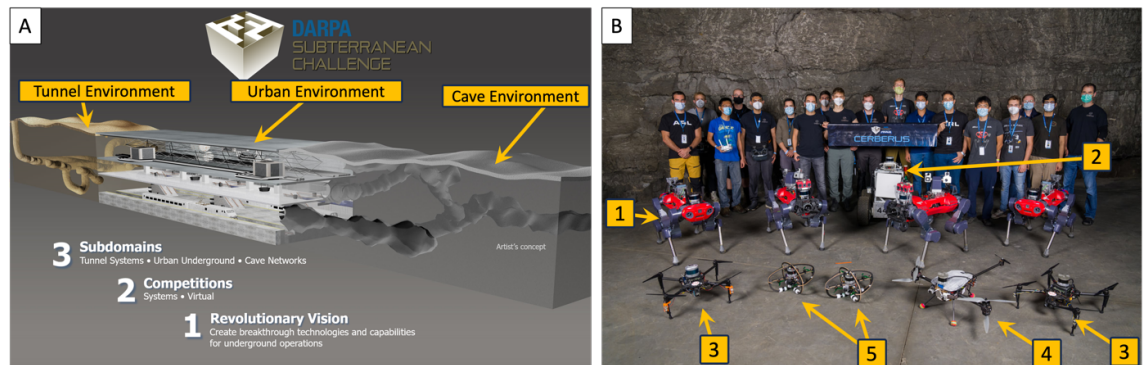 A
DARPA
SUBTERRANEAN
CHALLENGE
Tunnel Environment
Urban Environment
Cave Environment
Artist's concept
3 Subdomains
Tunnel Systems • Urban Underground • Cave Networks
2 Competitions
Systems • Virtual
1 Revolutionary Vision
Create breakthrough technologies and capabilities
for underground operations
B
ASL
ARL
CERBERUS
1
2
3
5
4
3